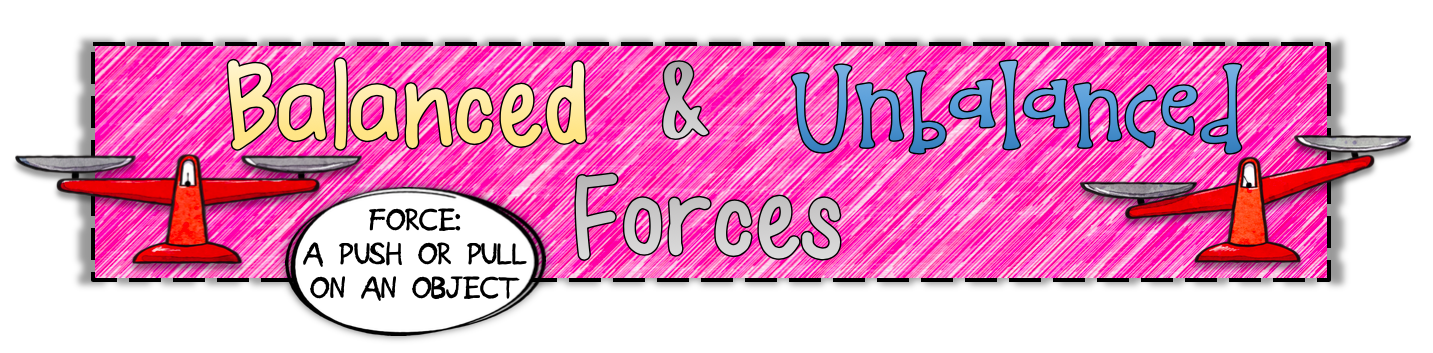 Balanced & Unbalanced
Forces
FORCE:
A PUSH OR PULL
ON AN OBJECT